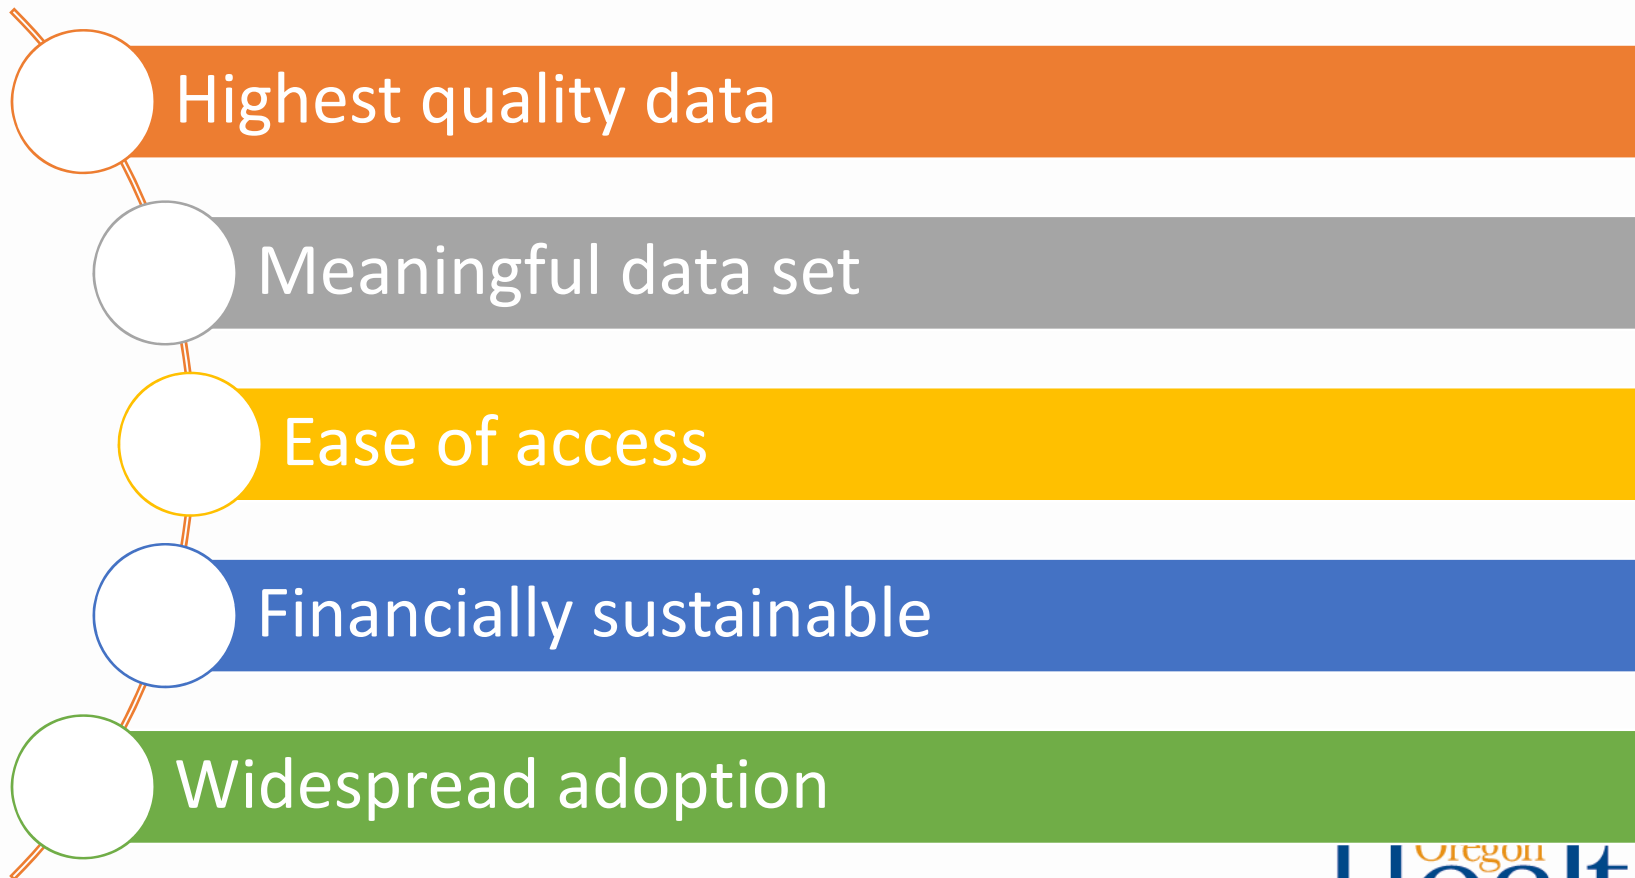 Highest quality data
Meaningful data set
Ease of access
Financially sustainable
Widespread adoption
Oregon